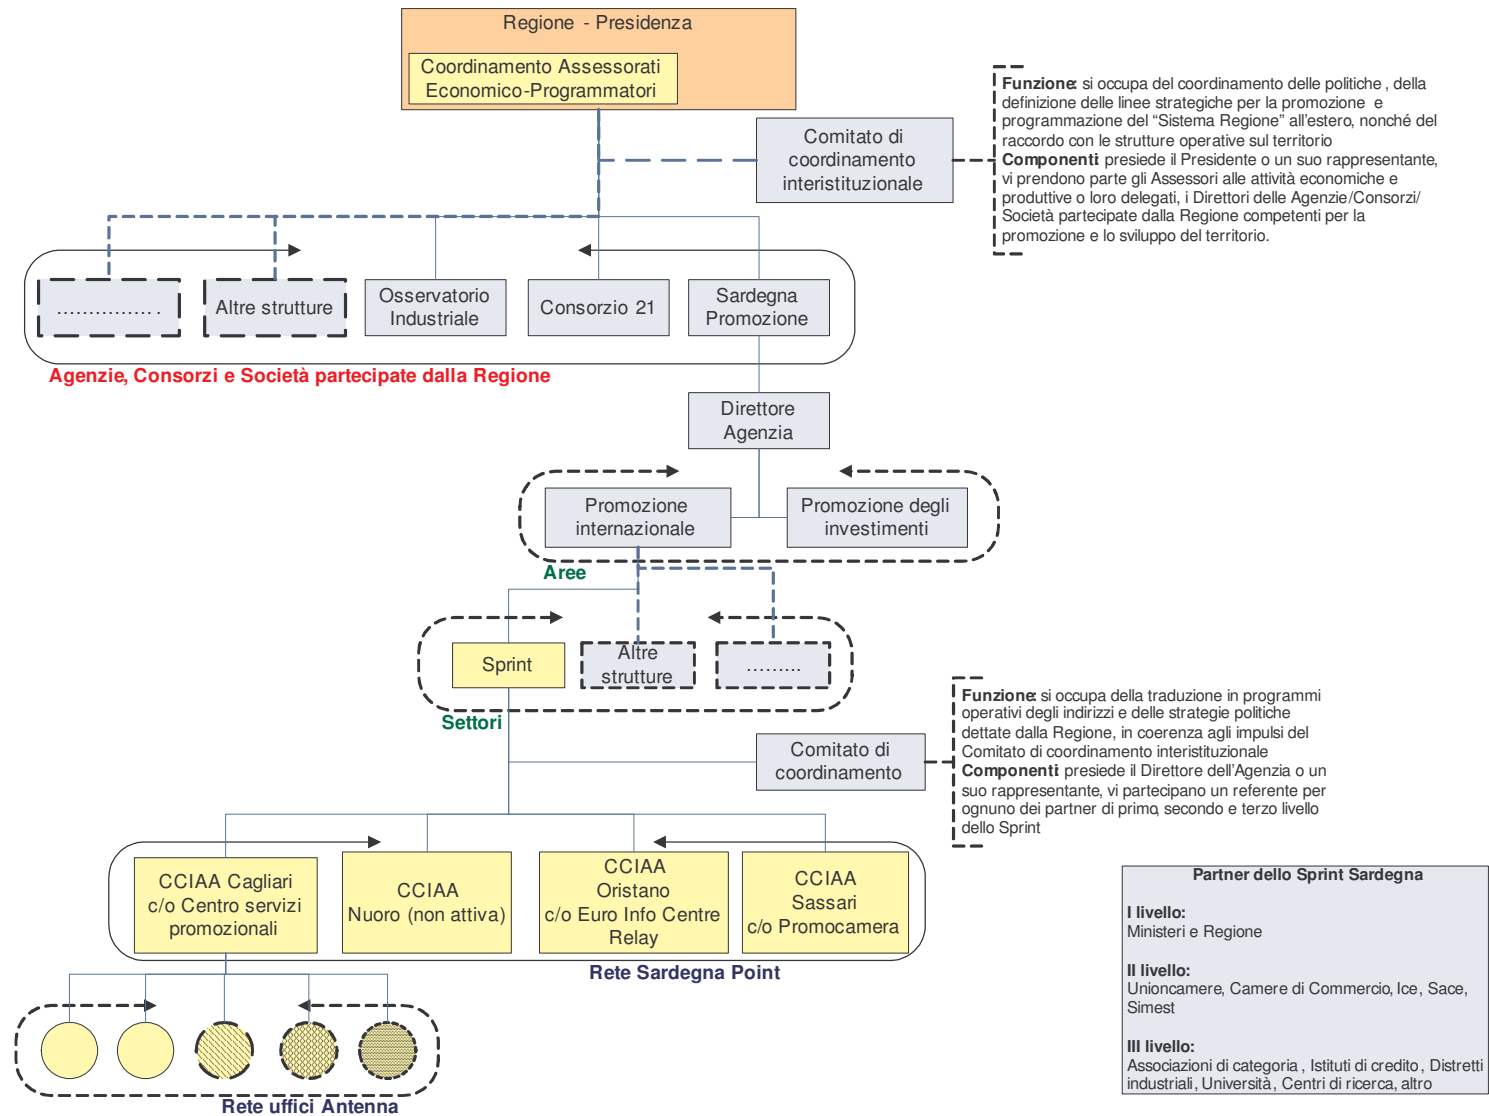 Regione - Presidenza
Coordinamento Assessorati
Economico-Programmatori
Comitato di
coordinamento
interistituzionale
Funzione: si occupa del coordinamento delle politiche , della
definizione delle linee strategiche per la promozione e
programmazione del “Sistema Regione” all’estero, nonché del
raccordo con le strutture operative sul territorio
Componenti: presiede il Presidente o un suo rappresentante,
vi prendono parte gli Assessori alle attività economiche e
produttive o loro delegati, i Direttori delle Agenzie/Consorzi/
Società partecipate dalla Regione competenti per la
promozione e lo sviluppo del territorio.
............... .
Altre strutture
Osservatorio
Industriale
Consorzio 21
Sardegna
Promozione
Agenzie, Consorzi e Società partecipate dalla Regione
Direttore
Agenzia
Promozione
internazionale
Promozione degli
investimenti
Aree
Sprint
Altre
strutture
.........
Settori
Comitato di
coordinamento
Funzione: si occupa della traduzione in programmi
operativi degli indirizzi e delle strategie politiche
dettate dalla Regione, in coerenza agli impulsi del
Comitato di coordinamento interistituzionale
Componenti: presiede il Direttore dell’Agenzia o un
suo rappresentante, vi partecipano un referente per
ognuno dei partner di primo, secondo e terzo livello
dello Sprint
CCIAA Cagliari
c/o Centro servizi
promozionali
CCIAA
Nuoro (non attiva)
CCIAA
Oristano
c/o Euro Info Centre
Relay
CCIAA
Sassari
c/o Promocamera
Rete Sardegna Point
Rete uffici Antenna
Partner dello Sprint Sardegna
I livello:
Ministeri e Regione
II livello:
Unioncamere, Camere di Commercio, Ice, Sace,
Simest
III livello:
Associazioni di categoria , Istituti di credito , Distretti
industriali, Università , Centri di ricerca, altro